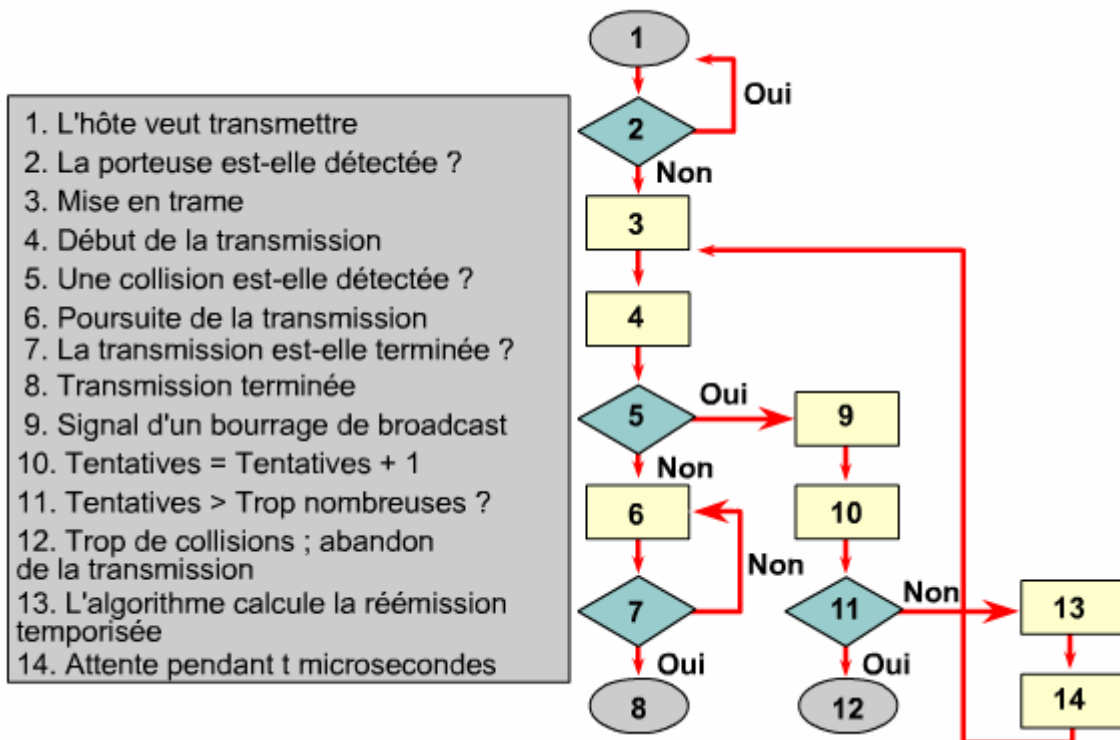 1. L'hôte veut transmettre
2. La porteuse est-elle détectée ?
3. Mise en trame
4. Début de la transmission
5. Une collision est-elle détectée ?
6. Poursuite de la transmission
7. La transmission est-elle terminée ?
8. Transmission terminée
9. Signal d'un bourrage de broadcast
10. Tentatives = Tentatives + 1
11. Tentatives > Trop nombreuses ?
12. Trop de collisions ; abandon
de la transmission
13. L'algorithme calcule la réémission
temporisée
14. Attente pendant t microsecondes
1
Oui
2
Non
3
4
5
Oui
9
Non
6
10
Non
7
11
Non
13
Oui
Oui
14
8
12